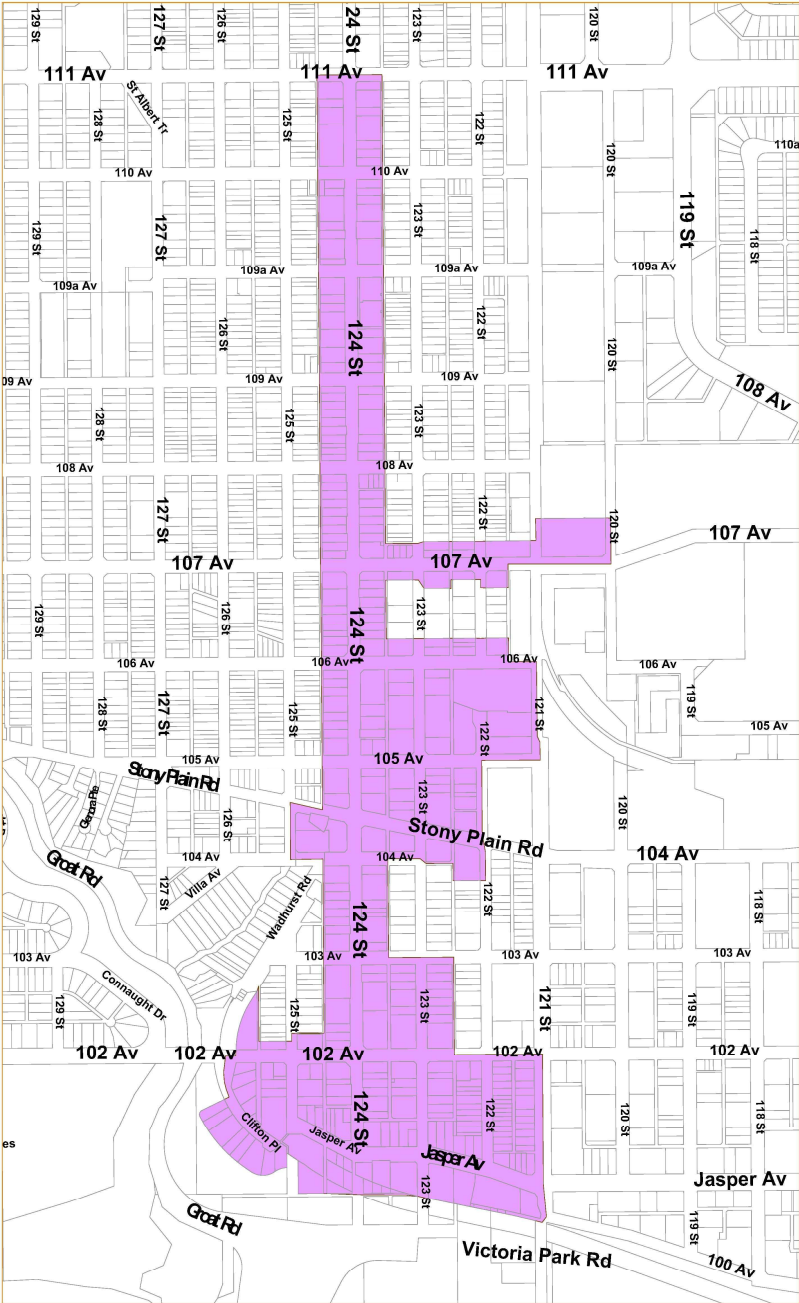 129 St
127 St
126 St
24 St
123 St
120 St
111 Av
111 Av
111 Av
St Albert Tr
128 St
125 St
122 St
120 St
110a
110 Av
110 Av
129 St
127 St
123 St
119 St
118 St
109a Av
109a Av
109a Av
126 St
124 St
122 St
120 St
09 Av
109 Av
109 Av
108 Av
128 St
125 St
123 St
108 Av
108 Av
127 St
122 St
120 St
107 Av
107 Av
107 Av
129 St
126 St
124 St
123 St
106 Av
106 Av
106 Av
106 Av
128 St
127 St
125 St
122 St
121 St
119 St
105 Av
105 Av
105 Av
Stony Plain Rd
Gerona Pte
126 St
123 St
120 St
Stony Plain Rd
104 Av
104 Av
104 Av
Groat Rd
127 St
Villa Av
Wadhurst Rd
124 St
122 St
118 St
103 Av
103 Av
103 Av
103 Av
Connaught Dr
129 St
125 St
123 St
121 St
119 St
102 Av
102 Av
102 Av
102 Av
102 Av
124 St
122 St
120 St
118 St
es
Clifton Pl
Jasper Av
Jasper Av
Jasper Av
123 St
Groat Rd
119 St
Victoria Park Rd
100 Av